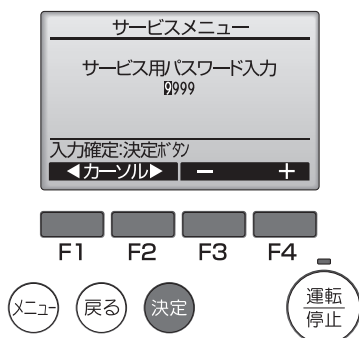 サービスメニュー
サービス用パスワード入力
9999
入力確定:決定ボタン
◀カーソル▶ − +
F1 F2 F3 F4
メニュー 戻る 決定 運転
停止